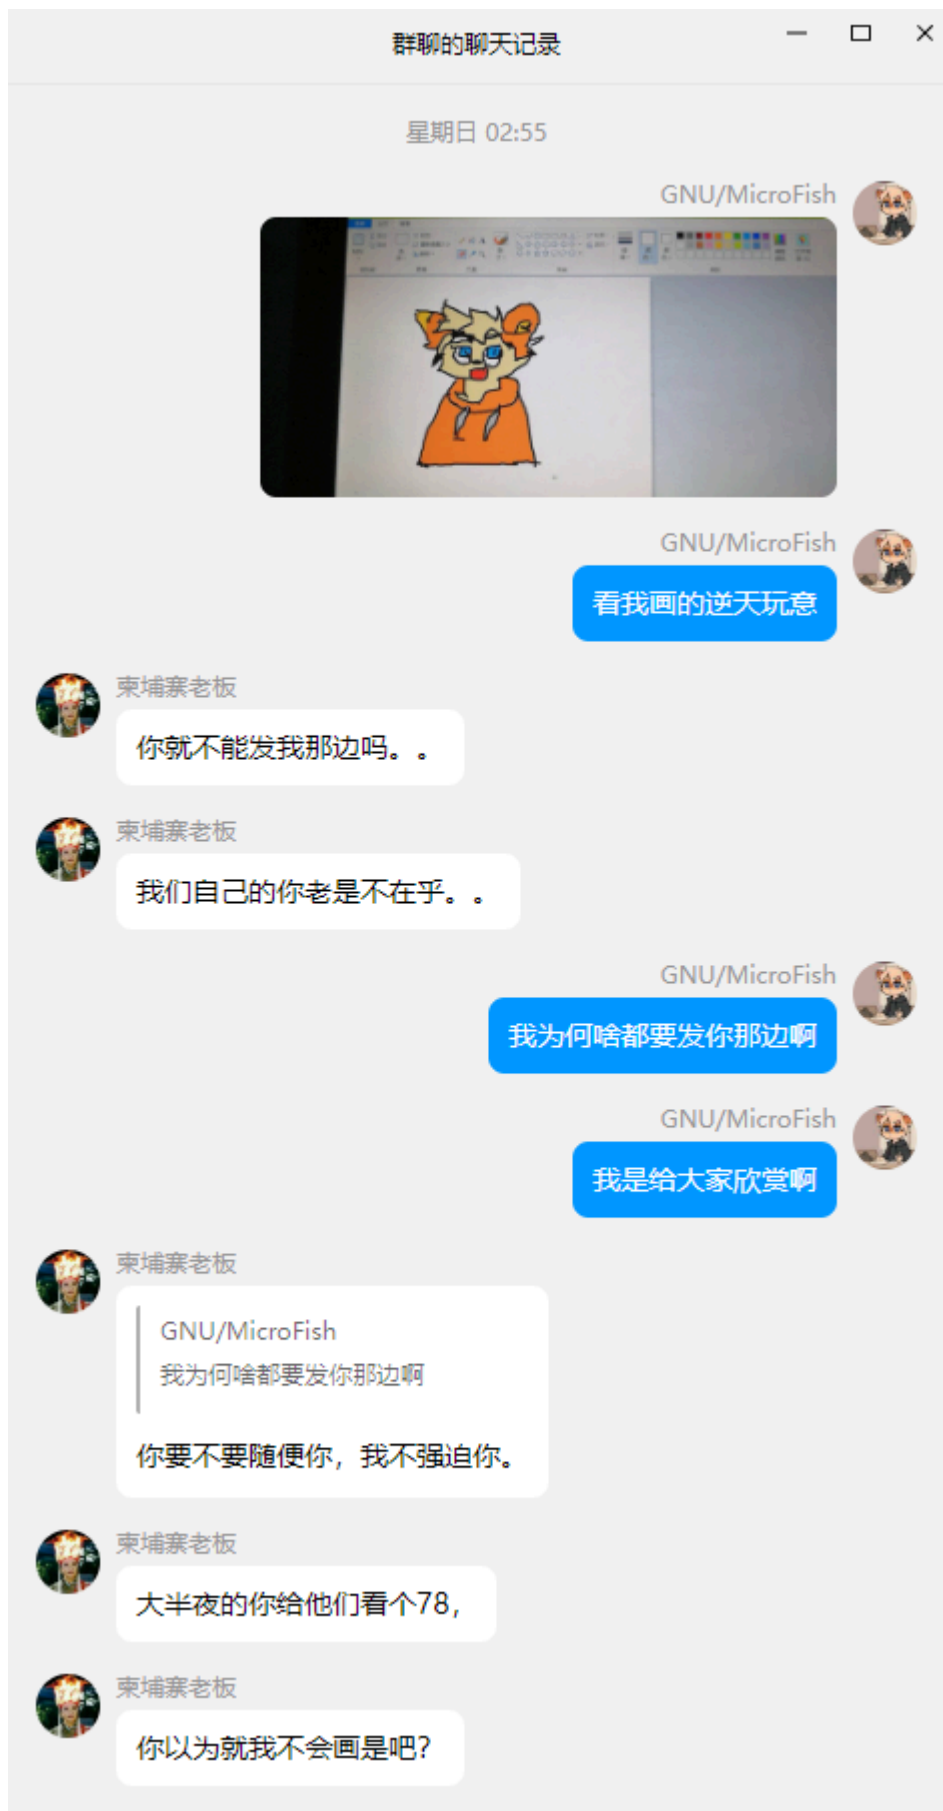 群聊的聊天记录
星期日 02:55
GNU/MicroFish
GNU/MicroFish
看我画的逆天玩意
柬埔寨老板
你就不能发我那边吗。。
柬埔寨老板
我们自己的你老是不在乎。。
GNU/MicroFish
我为何啥都要发你那边啊
GNU/MicroFish
我是给大家欣赏啊
柬埔寨老板
GNU/MicroFish
我为何啥都要发你那边啊
你要不要随便你，我不强迫你。
柬埔寨老板
大半夜的你给他们看个78，
柬埔寨老板
你以为就我不会画是吧？